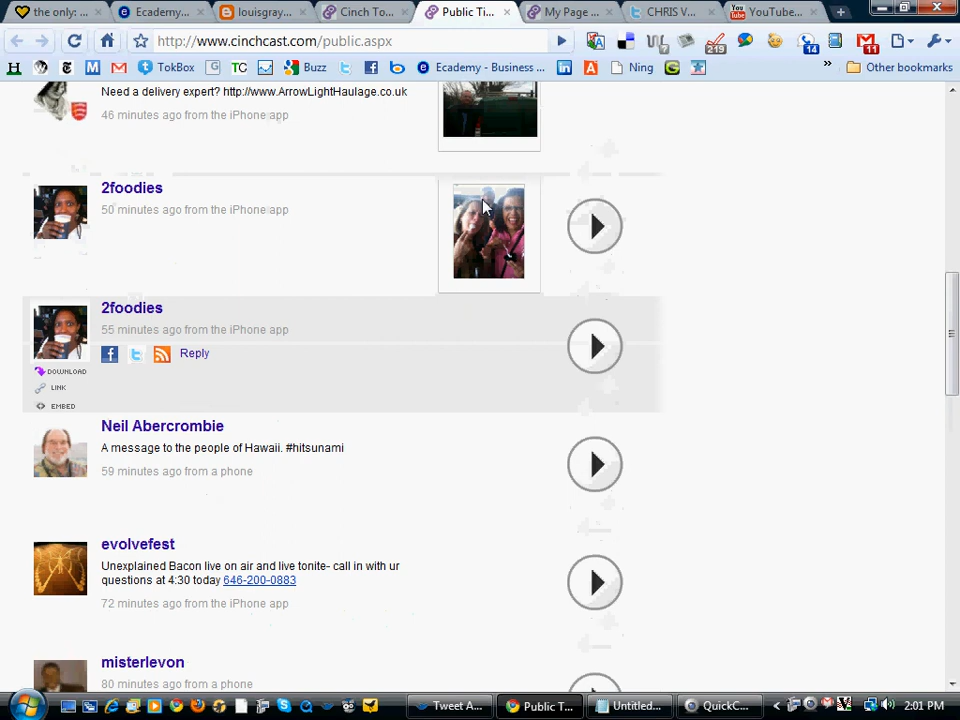 the only:
Ecademy...
louisgray...
Cinch To...
Public Ti...
My Page ...
CHRIS V...
YouTube...
http://www.cinchcast.com/public.aspx
219
14
11
TokBox
TC
Buzz
Ecademy - Business ...
Ning
Other bookmarks
Need a delivery expert? http://www.ArrowLightHaulage.co.uk
46 minutes ago from the iPhone app
2foodies
50 minutes ago from the iPhone app
2foodies
55 minutes ago from the iPhone app
Reply
DOWNLOAD
LINK
EMBED
Neil Abercrombie
A message to the people of Hawaii. #hitsunami
59 minutes ago from a phone
evolvefest
Unexplained Bacon live on air and live tonite- call in with ur
questions at 4:30 today 646-200-0883
72 minutes ago from the iPhone app
misterlevon
80 minutes ago from a phone
Tweet A...
Public T...
Untitled...
QuickC...
2:01 PM